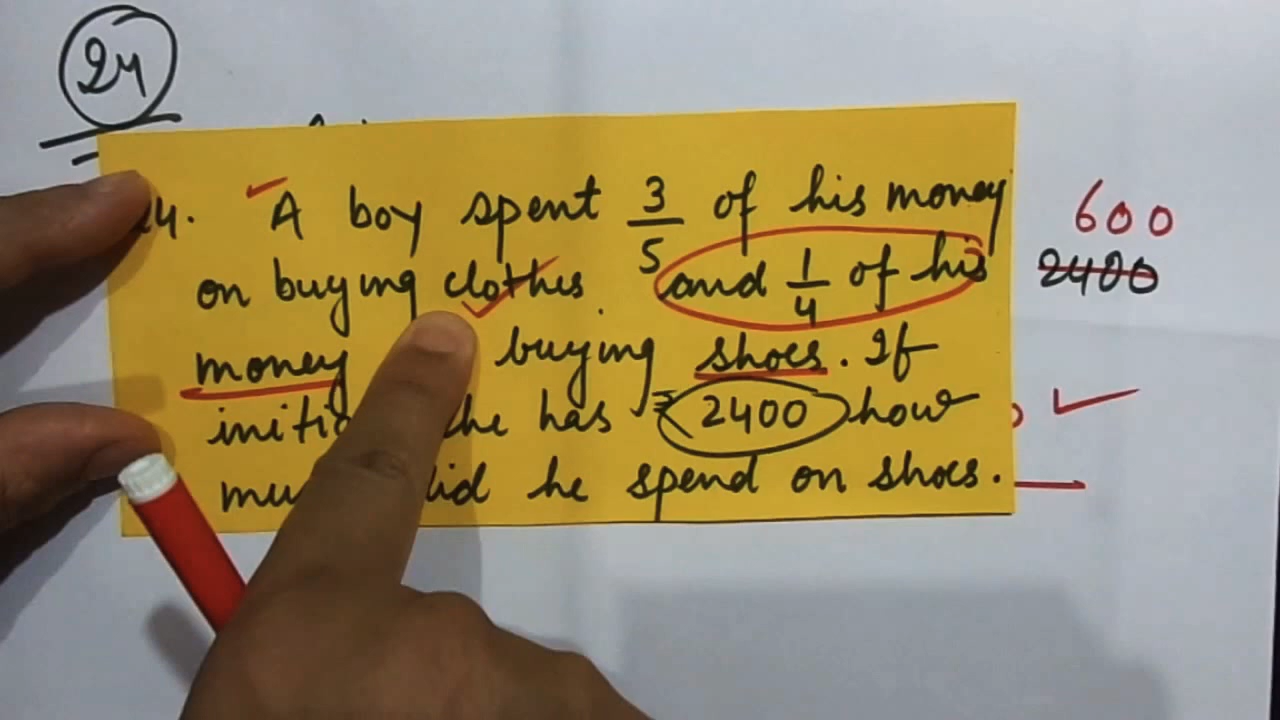 24
24. A boy spent 3/5 of his money
on buying clothes. and 1/4 of his
money buying shoes. If
he has ₹ 2400 how
did he spend on shoes.
600
2400